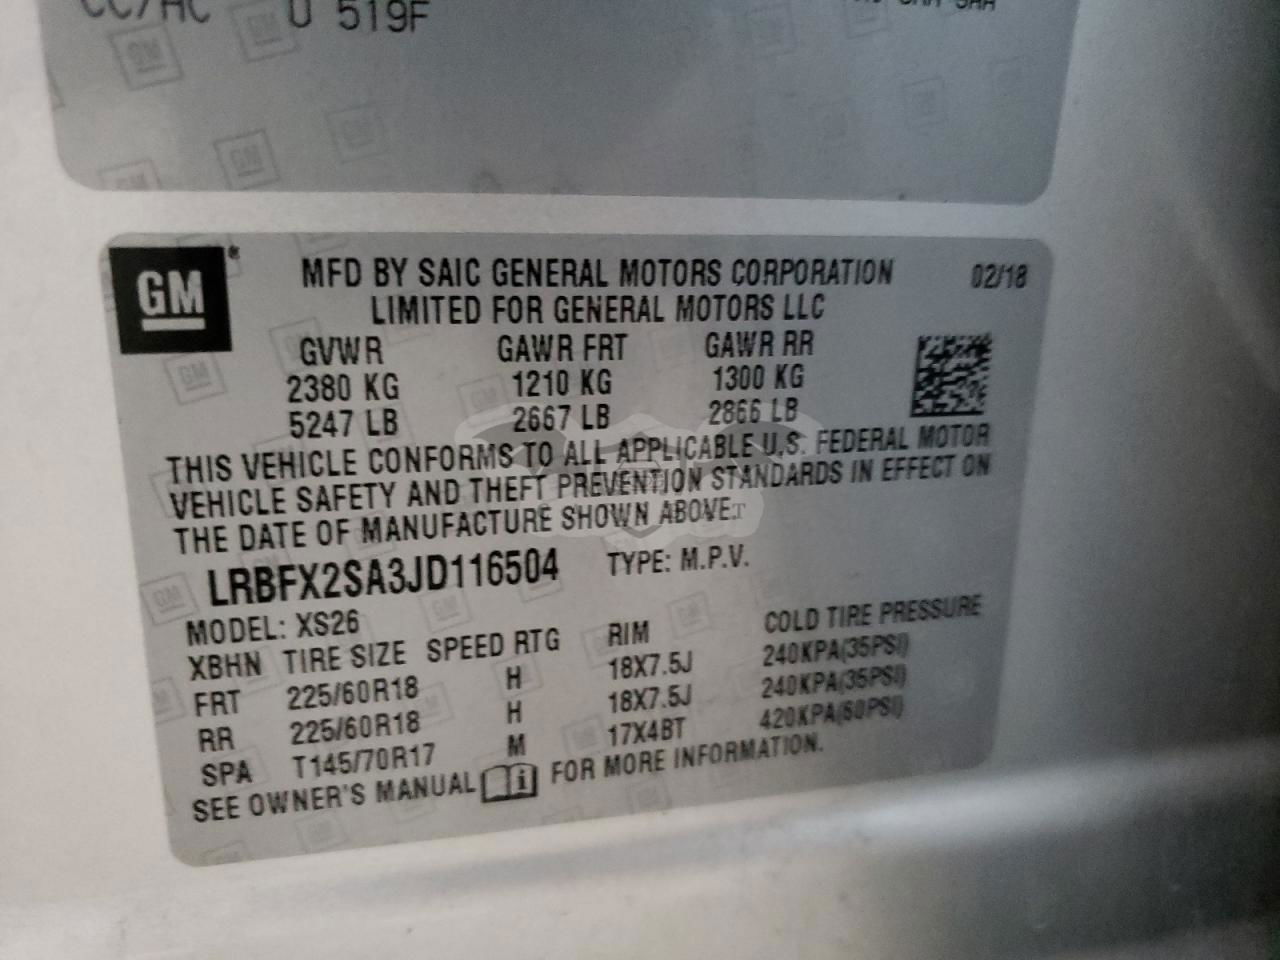 CC/AC U 519F
GM
MFD BY SAIC GENERAL MOTORS CORPORATION 02/18
LIMITED FOR GENERAL MOTORS LLC
GVWR GAWR FRT GAWR RR
2380 KG 1210 KG 1300 KG
5247 LB 2667 LB 2866 LB
THIS VEHICLE CONFORMS TO ALL APPLICABLE U.S. FEDERAL MOTOR
VEHICLE SAFETY AND THEFT PREVENTION STANDARDS IN EFFECT ON
THE DATE OF MANUFACTURE SHOWN ABOVE.
LRBFX2SA3JD116504 TYPE: M.P.V.
MODEL: XS26
XBHN TIRE SIZE SPEED RTG RIM COLD TIRE PRESSURE
FRT 225/60R18 H 18X7.5J 240KPA(35PSI)
RR 225/60R18 H 18X7.5J 240KPA(35PSI)
SPA T145/70R17 M 17X4BT 420KPA(60PSI)
SEE OWNER'S MANUAL FOR MORE INFORMATION.